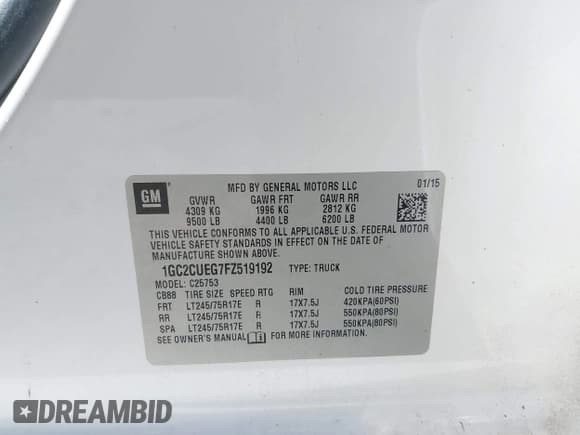 GM
MFD BY GENERAL MOTORS LLC 01/15
GVWR GAWR FRT GAWR RR
4309 KG 1996 KG 2812 KG
9500 LB 4400 LB 6200 LB
THIS VEHICLE CONFORMS TO ALL APPLICABLE U.S. FEDERAL MOTOR
VEHICLE SAFETY STANDARDS IN EFFECT ON THE DATE OF
MANUFACTURE SHOWN ABOVE.
1GC2CUEG7FZ519192 TYPE: TRUCK
MODEL: C25753
CB8B TIRE SIZE SPEED RTG RIM COLD TIRE PRESSURE
FRT LT245/75R17E R 17X7.5J 420KPA(60PSI)
RR LT245/75R17E R 17X7.5J 550KPA(80PSI)
SPA LT245/75R17E R 17X7.5J 550KPA(80PSI)
SEE OWNER'S MANUAL FOR MORE INFORMATION.
DREAMBID